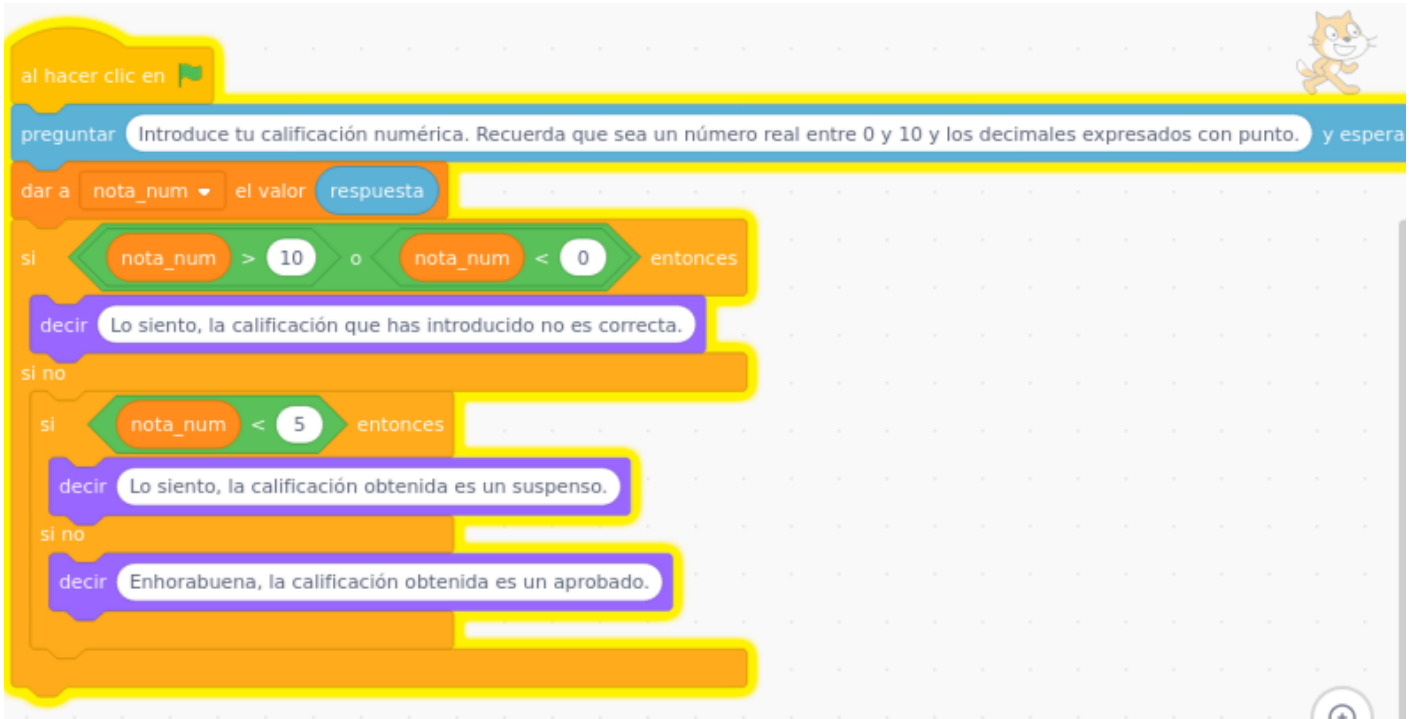 al hacer clic en
preguntar Introduce tu calificación numérica. Recuerda que sea un número real entre 0 y 10 y los decimales expresados con punto. y espera
dar a nota_num el valor respuesta
si nota_num > 10 o nota_num < 0 entonces
decir Lo siento, la calificación que has introducido no es correcta.
si no
si nota_num < 5 entonces
decir Lo siento, la calificación obtenida es un suspenso.
si no
decir Enhorabuena, la calificación obtenida es un aprobado.